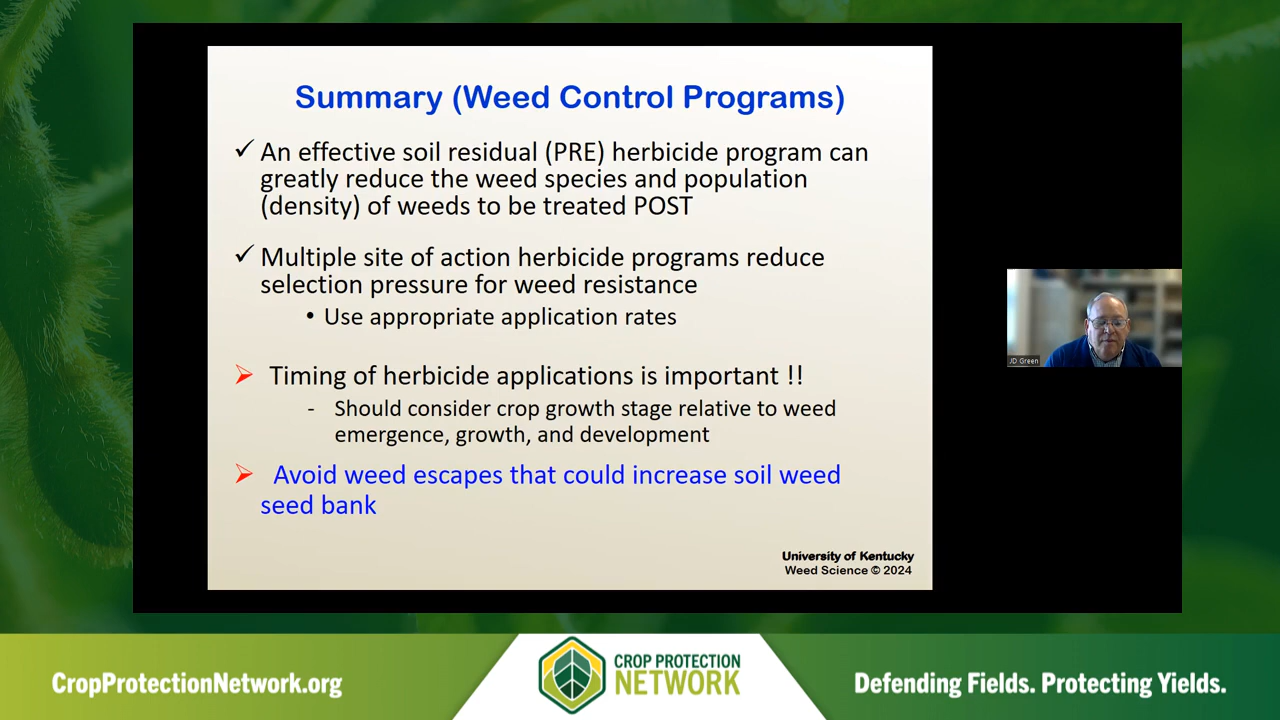 Summary (Weed Control Programs)
✓ An effective soil residual (PRE) herbicide program can
greatly reduce the weed species and population
(density) of weeds to be treated POST
✓ Multiple site of action herbicide programs reduce
selection pressure for weed resistance
• Use appropriate application rates
➢ Timing of herbicide applications is important !!
- Should consider crop growth stage relative to weed
emergence, growth, and development
➢ Avoid weed escapes that could increase soil weed
seed bank
University of Kentucky
Weed Science © 2024
JD Green
CropProtectionNetwork.org
CROP PROTECTION
NETWORK
Defending Fields. Protecting Yields.